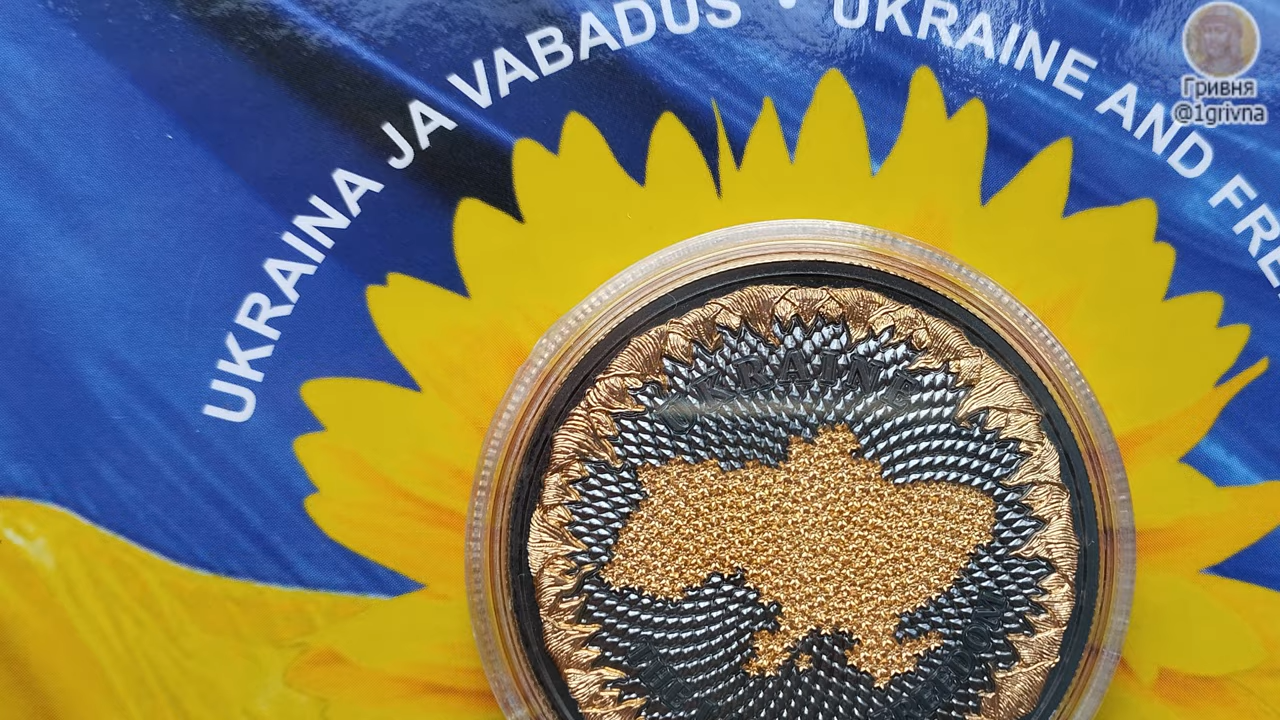 UKRAINA JA VABADUS • UKRAINE AND FRE
Гривня
@1grivna
UKRAINE